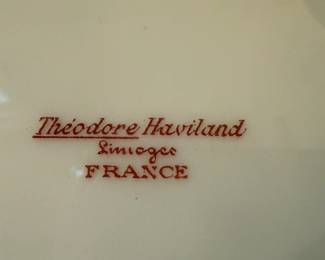 Théodore Haviland
Limoges
FRANCE